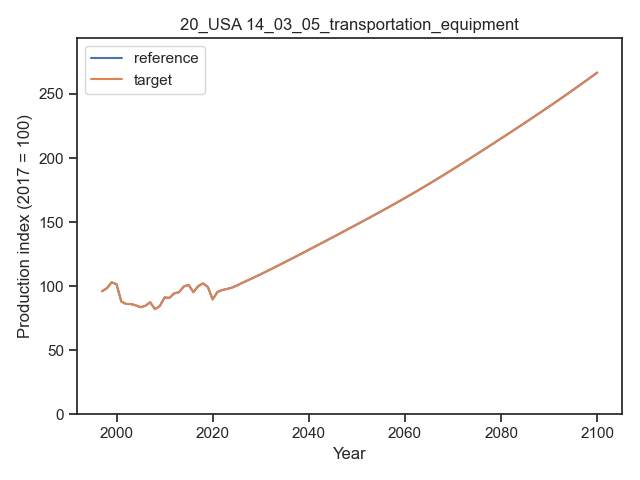 20_USA 14_03_05_transportation_equipment
reference
target
Production index (2017 = 100)
250
200
150
100
50
0
2000 2020 2040 2060 2080 2100
Year